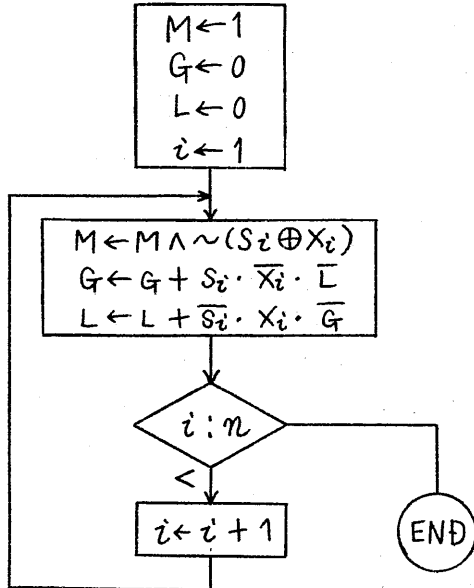 M←1
G←0
L←0
i←1
M←M∧~(Si⊕Xi)
G←G+Si·X̅i·L̅
L←L+S̅i·Xi·G̅
i:n
<
i←i+1
END